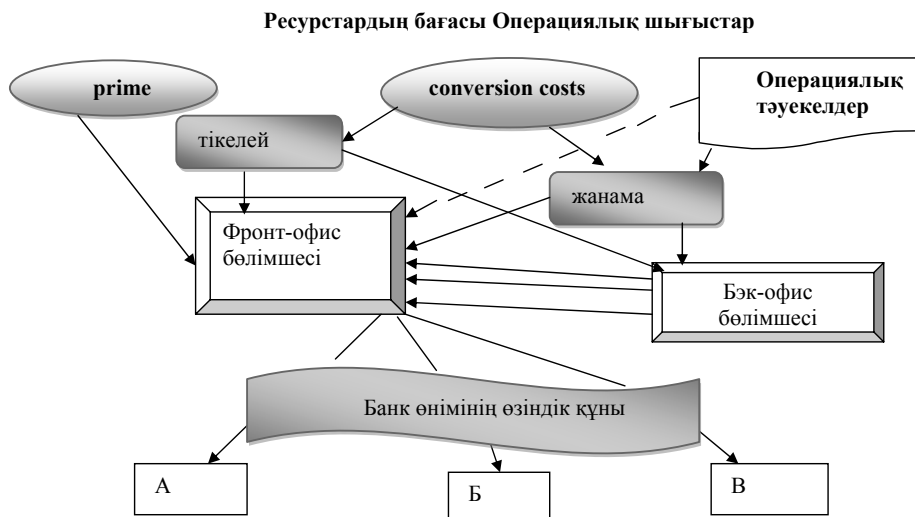 Ресурстардың бағасы Операциялық шығыстар
prime
conversion costs
Операциялық
тәуекелдер
тікелей
жанама
Фронт-офис
бөлімшесі
Бэк-офис
бөлімшесі
Банк өнімінің өзіндік құны
А
Б
В